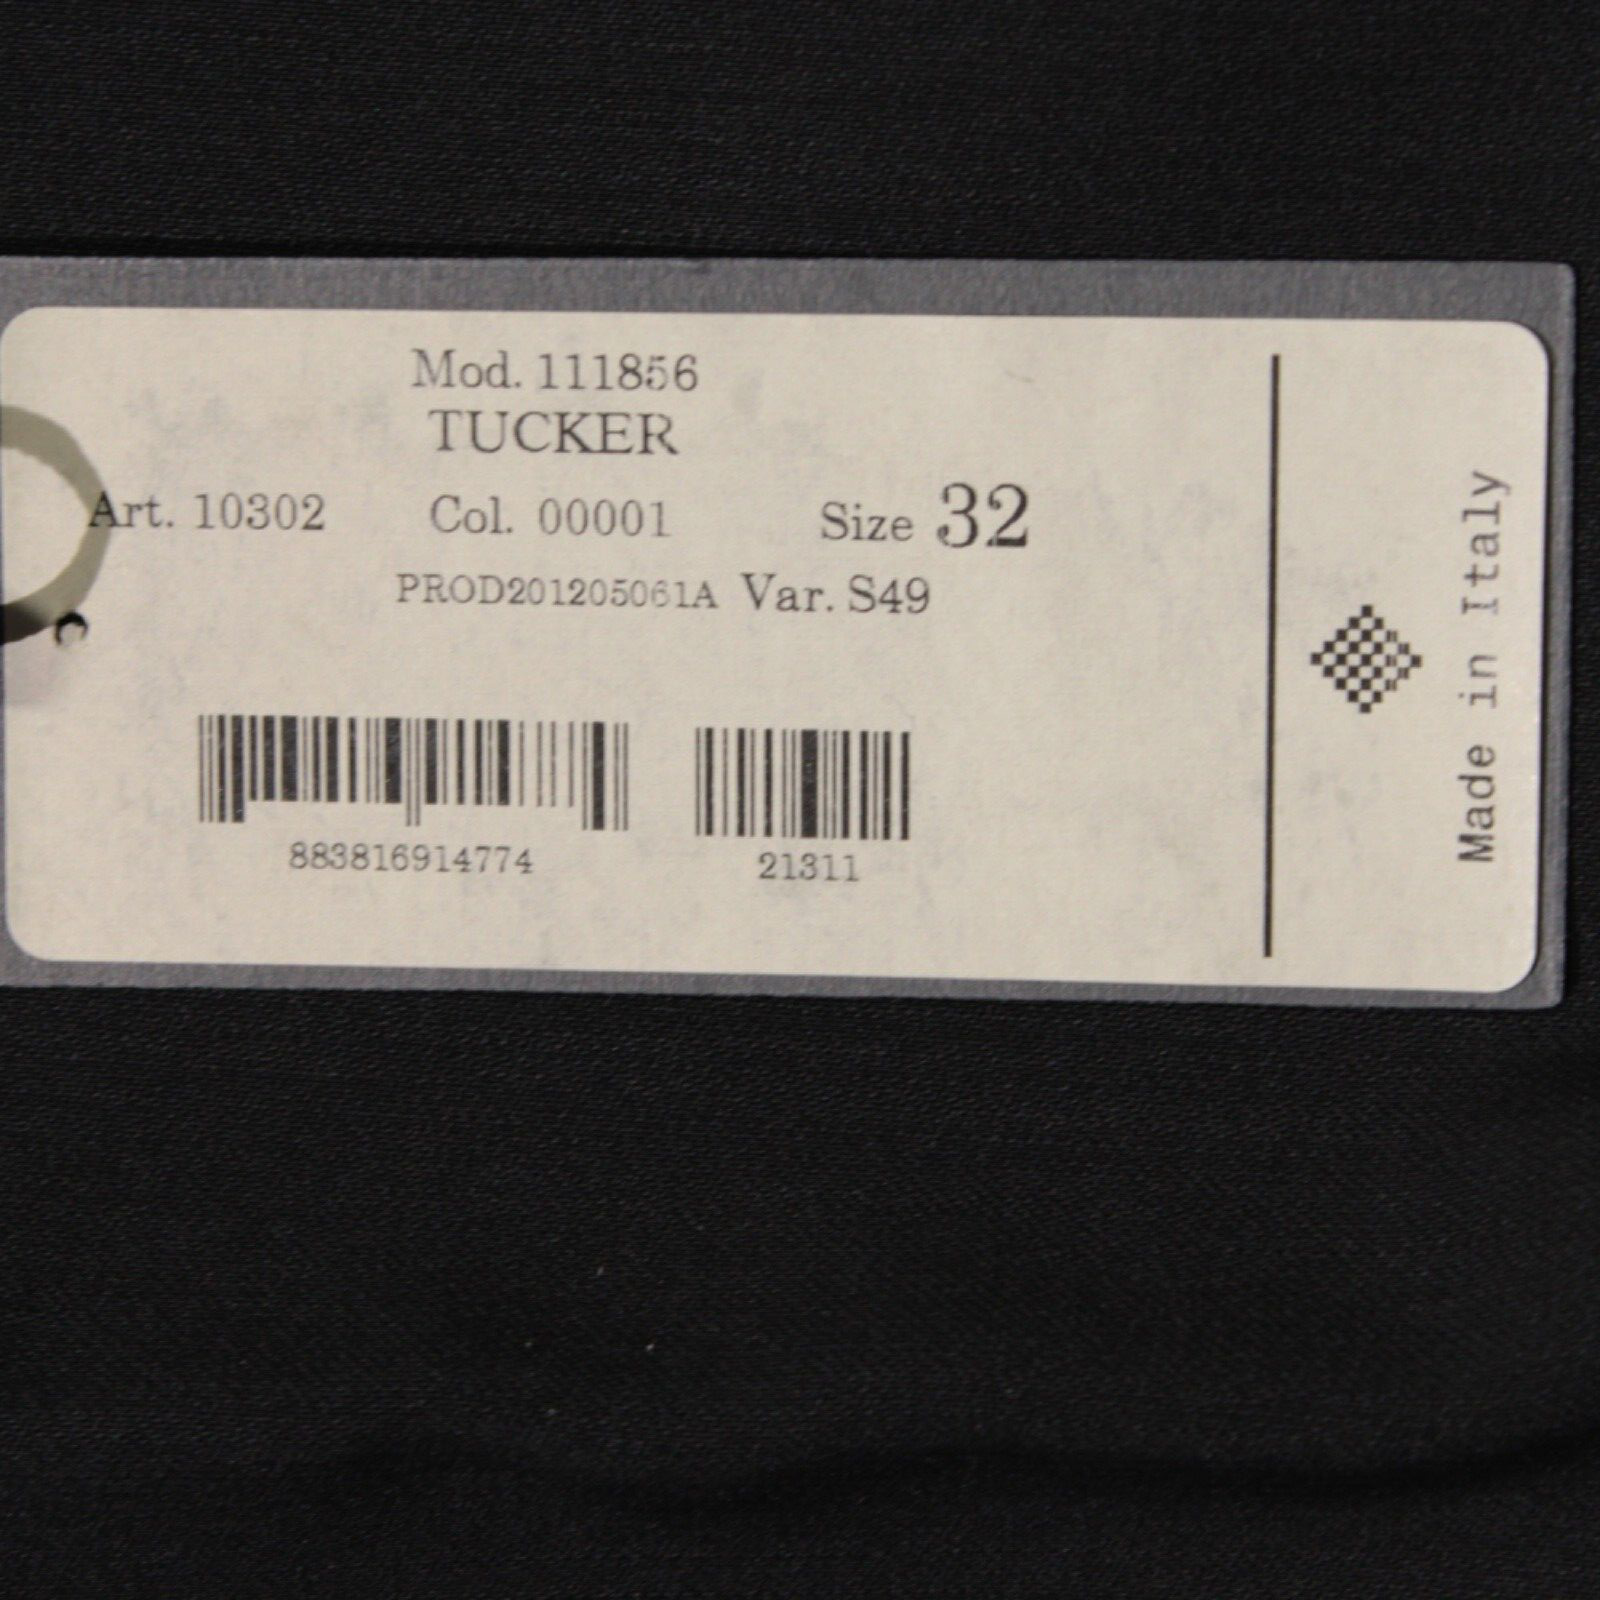 Mod. 111856
TUCKER
Art. 10302 Col. 00001 Size 32
PROD201205061A Var. S49
883816914774 21311
Made in Italy